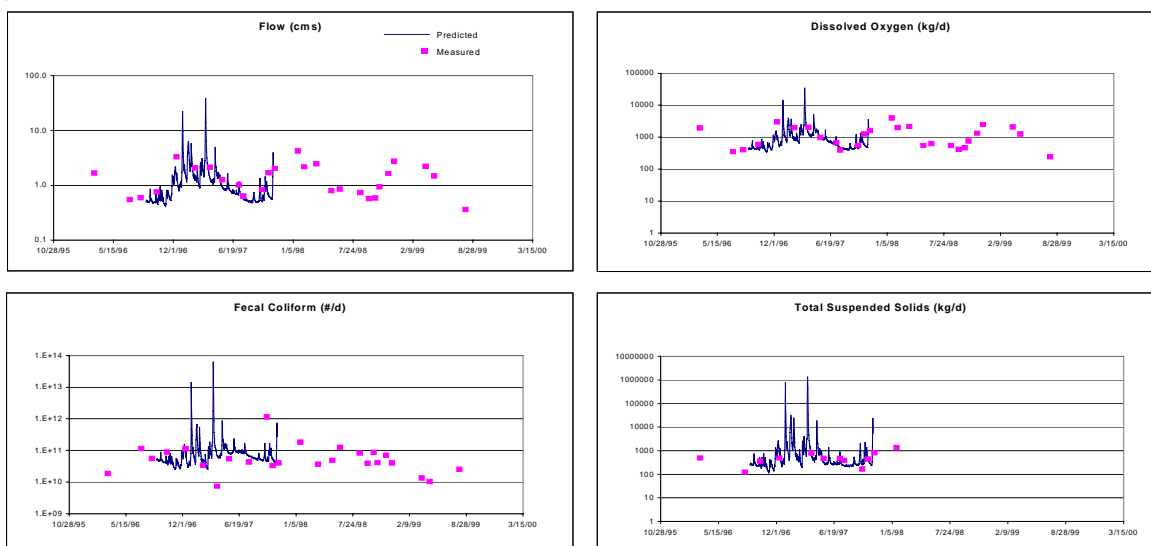 Flow (cms)
Predicted
Measured
100.0
10.0
1.0
0.1
10/28/95 5/15/96 12/1/96 6/19/97 1/5/98 7/24/98 2/9/99 8/28/99 3/15/00
Dissolved Oxygen (kg/d)
100000
10000
1000
100
10
1
10/28/95 5/15/96 12/1/96 6/19/97 1/5/98 7/24/98 2/9/99 8/28/99 3/15/00
Fecal Coliform (#/d)
1.E+14
1.E+13
1.E+12
1.E+11
1.E+10
1.E+09
10/28/95 5/15/96 12/1/96 6/19/97 1/5/98 7/24/98 2/9/99 8/28/99 3/15/00
Total Suspended Solids (kg/d)
10000000
1000000
100000
10000
1000
100
10
1
10/28/95 5/15/96 12/1/96 6/19/97 1/5/98 7/24/98 2/9/99 8/28/99 3/15/00